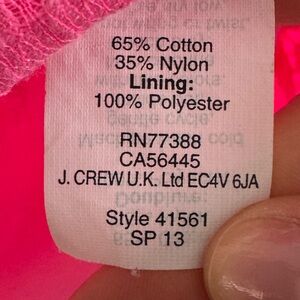 65% Cotton
35% Nylon
Lining:
100% Polyester
RN77388
CA56445
J. CREW U.K. Ltd EC4V 6JA
Style 41561
SP 13